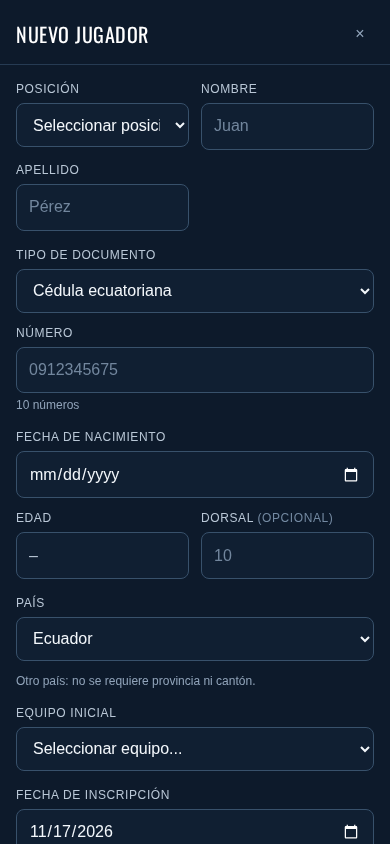 NUEVO JUGADOR ×
POSICIÓN NOMBRE
Seleccionar posici Juan
APELLIDO
Pérez
TIPO DE DOCUMENTO
Cédula ecuatoriana
NÚMERO
0912345675
10 números
FECHA DE NACIMIENTO
mm/dd/yyyy
EDAD DORSAL (OPCIONAL)
– 10
PAÍS
Ecuador
Otro país: no se requiere provincia ni cantón.
EQUIPO INICIAL
Seleccionar equipo...
FECHA DE INSCRIPCIÓN
11/17/2026